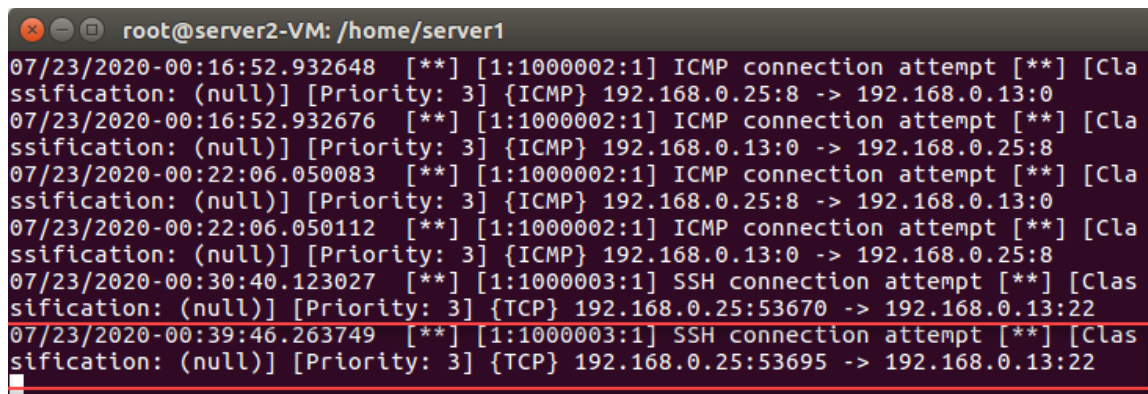 root@server2-VM: /home/server1
07/23/2020-00:16:52.932648  [**] [1:1000002:1] ICMP connection attempt [**] [Cla
ssification: (null)] [Priority: 3] {ICMP} 192.168.0.25:8 -> 192.168.0.13:0
07/23/2020-00:16:52.932676  [**] [1:1000002:1] ICMP connection attempt [**] [Cla
ssification: (null)] [Priority: 3] {ICMP} 192.168.0.13:0 -> 192.168.0.25:8
07/23/2020-00:22:06.050083  [**] [1:1000002:1] ICMP connection attempt [**] [Cla
ssification: (null)] [Priority: 3] {ICMP} 192.168.0.25:8 -> 192.168.0.13:0
07/23/2020-00:22:06.050112  [**] [1:1000002:1] ICMP connection attempt [**] [Cla
ssification: (null)] [Priority: 3] {ICMP} 192.168.0.13:0 -> 192.168.0.25:8
07/23/2020-00:30:40.123027  [**] [1:1000003:1] SSH connection attempt [**] [Clas
sification: (null)] [Priority: 3] {TCP} 192.168.0.25:53670 -> 192.168.0.13:22
07/23/2020-00:39:46.263749  [**] [1:1000003:1] SSH connection attempt [**] [Clas
sification: (null)] [Priority: 3] {TCP} 192.168.0.25:53695 -> 192.168.0.13:22